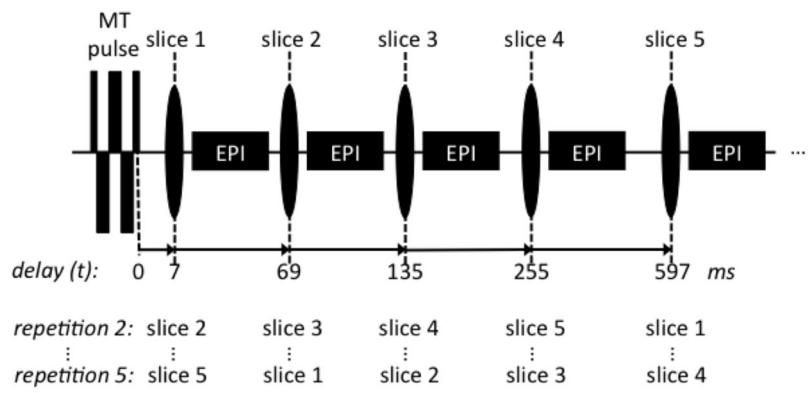 MT
pulse
slice 1 slice 2 slice 3 slice 4 slice 5
EPI EPI EPI EPI EPI ...
delay (t): 0 7 69 135 255 597 ms
repetition 2: slice 2 slice 3 slice 4 slice 5 slice 1
repetition 5: slice 5 slice 1 slice 2 slice 3 slice 4